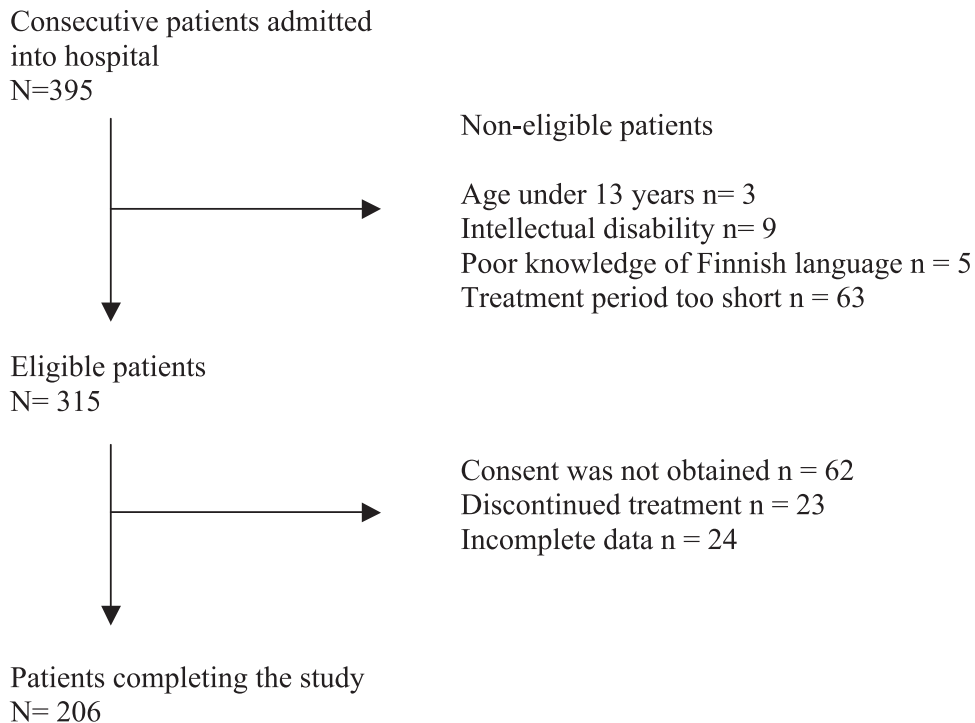 Consecutive patients admitted
into hospital
N=395
Non-eligible patients
Age under 13 years n= 3
Intellectual disability n= 9
Poor knowledge of Finnish language n = 5
Treatment period too short n = 63
Eligible patients
N= 315
Consent was not obtained n = 62
Discontinued treatment n = 23
Incomplete data n = 24
Patients completing the study
N= 206